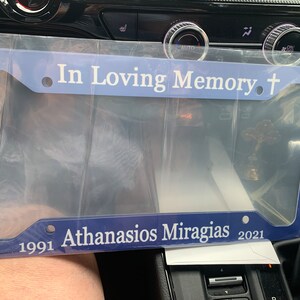 In Loving Memory ✝
1991 Athanasios Miragias 2021